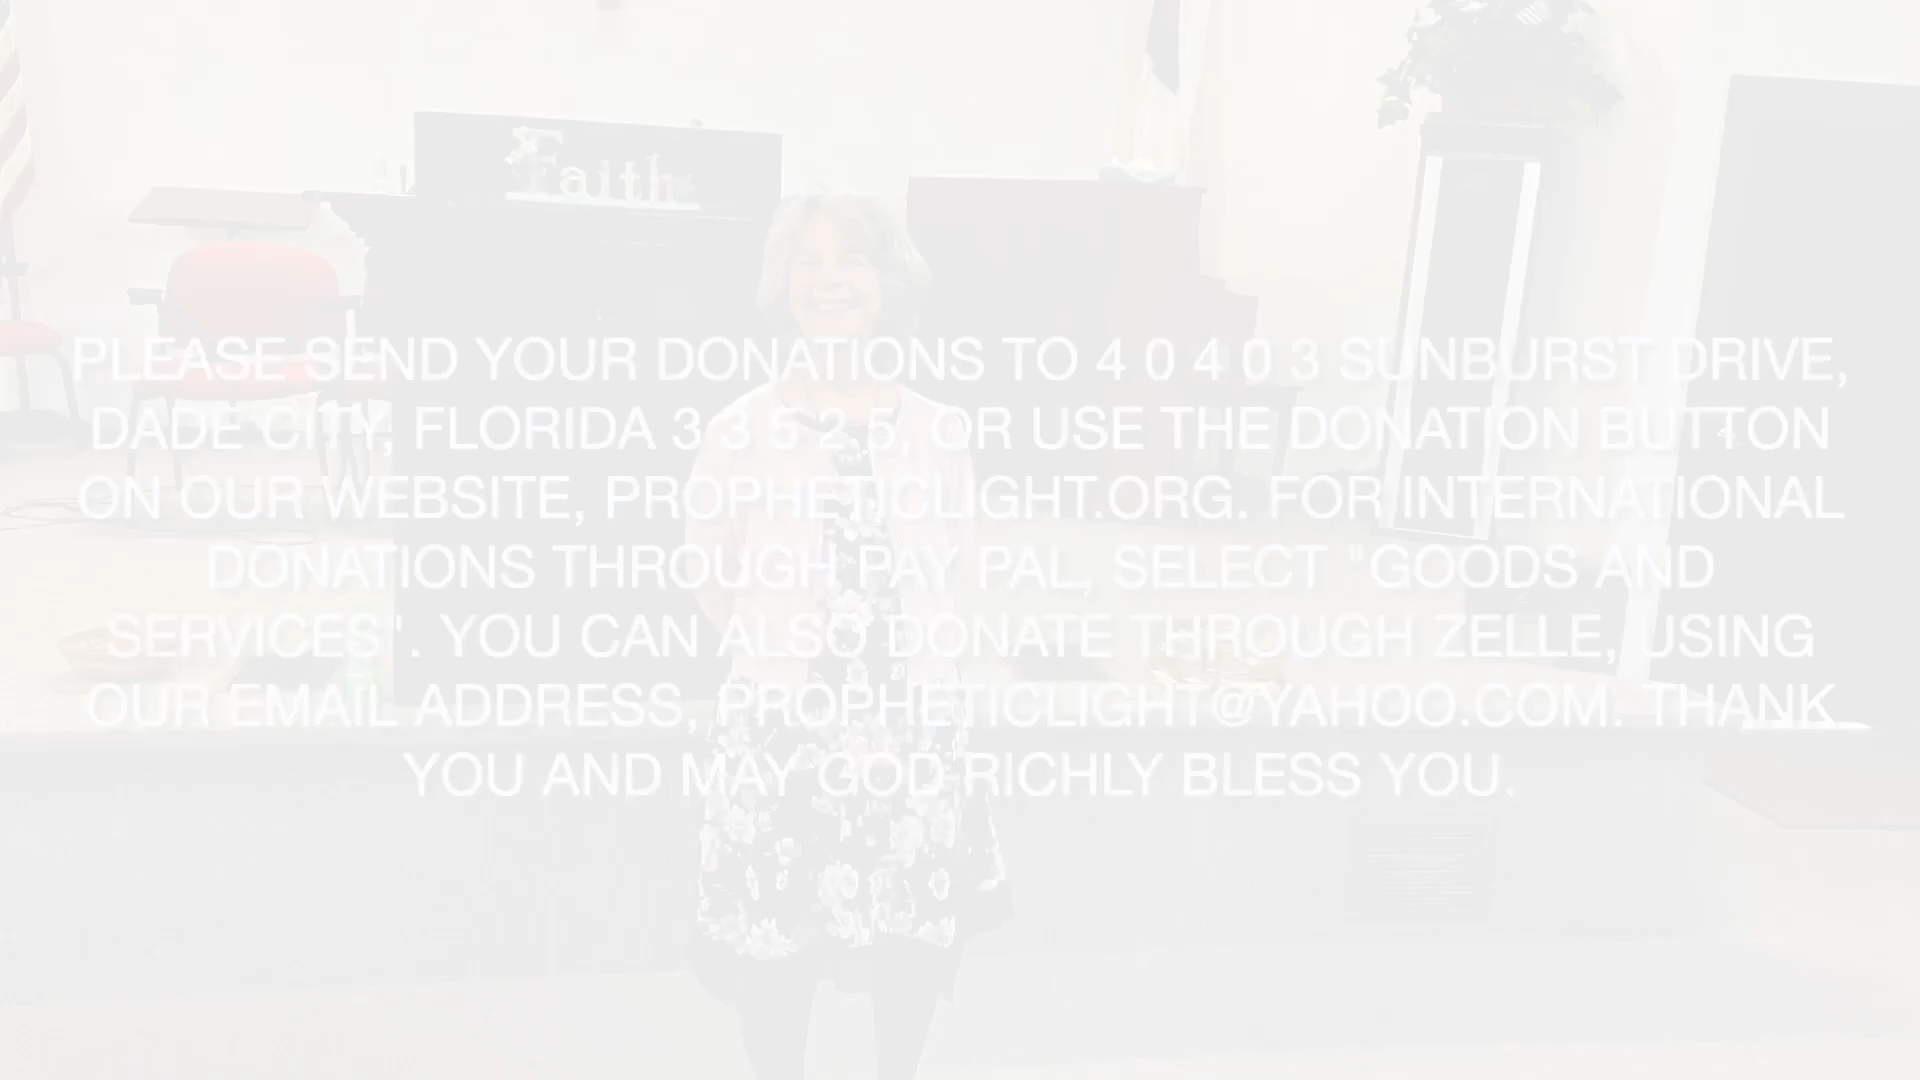 Faith
PLEASE SEND YOUR DONATIONS TO 4 0 4 0 3 SUNBURST DRIVE,
DADE CITY, FLORIDA 3 3 5 2 5, OR USE THE DONATION BUTTON
ON OUR WEBSITE, PROPHETICLIGHT.ORG. FOR INTERNATIONAL
DONATIONS THROUGH PAY PAL, SELECT "GOODS AND
SERVICES". YOU CAN ALSO DONATE THROUGH ZELLE, USING
OUR EMAIL ADDRESS, PROPHETICLIGHT@YAHOO.COM. THANK
YOU AND MAY GOD RICHLY BLESS YOU.